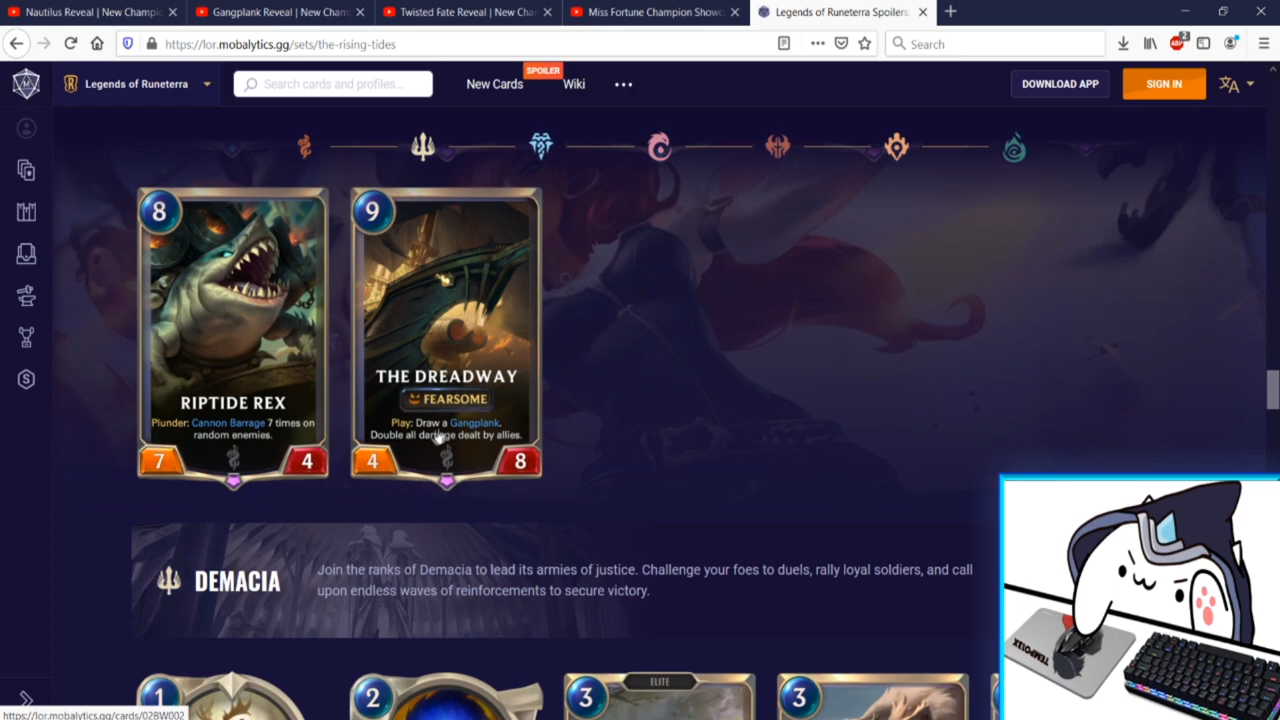 Nautilus Reveal | New Champio
Gangplank Reveal | New Cham
Twisted Fate Reveal | New Cha
Miss Fortune Champion Showc
Legends of Runeterra Spoilers
https://lor.mobalytics.gg/sets/the-rising-tides
Search
ABP
2
Legends of Runeterra
Search cards and profiles...
New Cards
SPOILER
Wiki
DOWNLOAD APP
SIGN IN
8
RIPTIDE REX
Plunder: Cannon Barrage 7 times on
random enemies.
7
4
9
THE DREADWAY
FEARSOME
Play: Draw a Gangplank.
Double all damage dealt by allies.
4
8
DEMACIA
Join the ranks of Demacia to lead its armies of justice. Challenge your foes to duels, rally loyal soldiers, and call
upon endless waves of reinforcements to secure victory.
1
2
3
ELITE
3
TEMPO13X
https://lor.mobalytics.gg/cards/02BW002